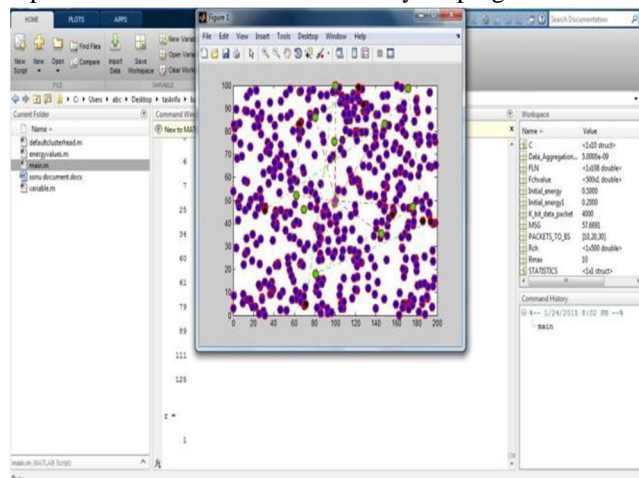 HOME PLOTS APPS
Search Documentation
New Script
New
Open
Find Files
Compare
Import Data
Save Workspace
New Variable
Open Variable
Clear Workspace
FILE
VARIABLE
Figure 1
File Edit View Insert Tools Desktop Window Help
C: Users abc Desktop
Current Folder
Name
defaultclusterhead.m
energyvalues.m
main.m
sonu document.docx
variable.m
main.m (MATLAB Script)
Command Window
New to MATLAB
6
7
25
34
60
61
79
89
111
125
r =
1
fx
100
90
80
70
60
50
40
30
20
10
0
0 20 40 60 80 100 120 140 160 180 200
Workspace
Name Value
C <1x10 struct>
Data_Aggregation... 5.0000e-09
FLN <1x108 double>
Fchvalue <500x1 double>
Initial_energy 0.5000
Initial_energy1 0.2000
K_bit_data_packet 4000
MSG 57.6891
PACKETS_TO_BS [10,20,30]
Rch <1x500 double>
Rmax 10
STATISTICS <1x1 struct>
Command History
%-- 1/24/2015 8:02 PM --%
main